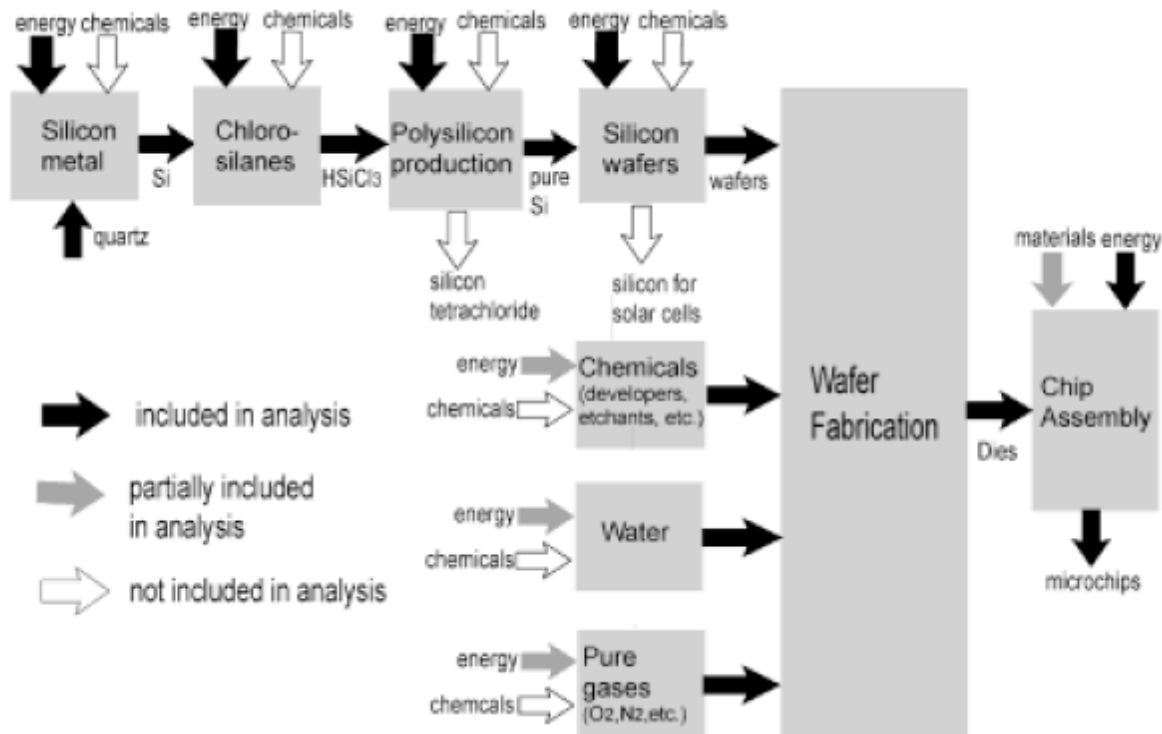 energy chemicals
energy chemicals
energy chemicals
energy chemicals
Silicon
metal
Chloro-
silanes
Polysilicon
production
Silicon
wafers
Si
HSiCl3
pure
Si
wafers
quartz
silicon
tetrachloride
silicon for
solar cells
materials energy
energy
chemicals
Chemicals
(developers,
etchants, etc.)
Wafer
Fabrication
Dies
Chip
Assembly
microchips
included in analysis
partially included
in analysis
not included in analysis
energy
chemicals
Water
energy
chemcals
Pure
gases
(O2,N2,etc.)